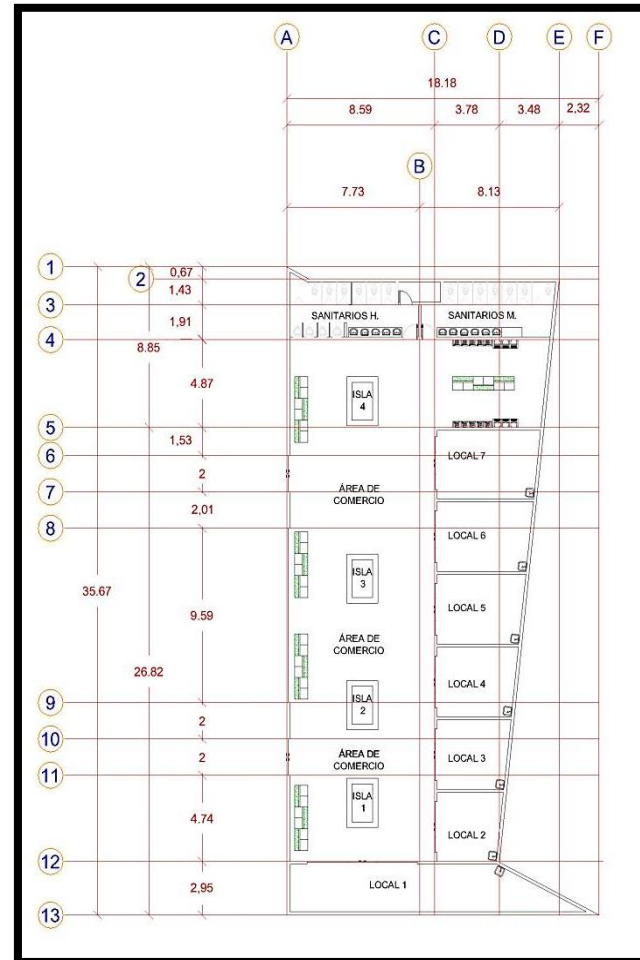 A
C
D
E
F
18.18
8.59
3.78
3.48
2,32
B
7.73
8.13
1
0,67
2
1,43
3
SANITARIOS H.
SANITARIOS M.
1,91
4
8.85
4.87
ISLA
4
5
1,53
LOCAL 7
6
2
ÁREA DE
COMERCIO
7
2,01
8
LOCAL 6
ISLA
3
35.67
9.59
LOCAL 5
ÁREA DE
COMERCIO
26.82
LOCAL 4
ISLA
2
9
2
10
ÁREA DE
COMERCIO
LOCAL 3
2
11
ISLA
1
4.74
LOCAL 2
12
2,95
LOCAL 1
13